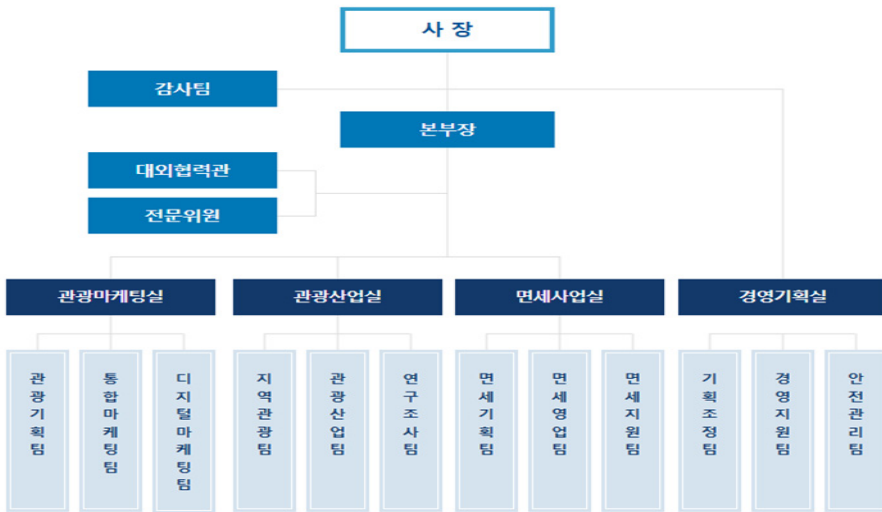 사 장
감사팀
본부장
대외협력관
전문위원
관광마케팅실
관광산업실
면세사업실
경영기획실
관광기획팀
통합마케팅팀
디지털마케팅팀
지역관광팀
관광산업팀
연구조사팀
면세기획팀
면세영업팀
면세지원팀
기획조정팀
경영지원팀
안전관리팀